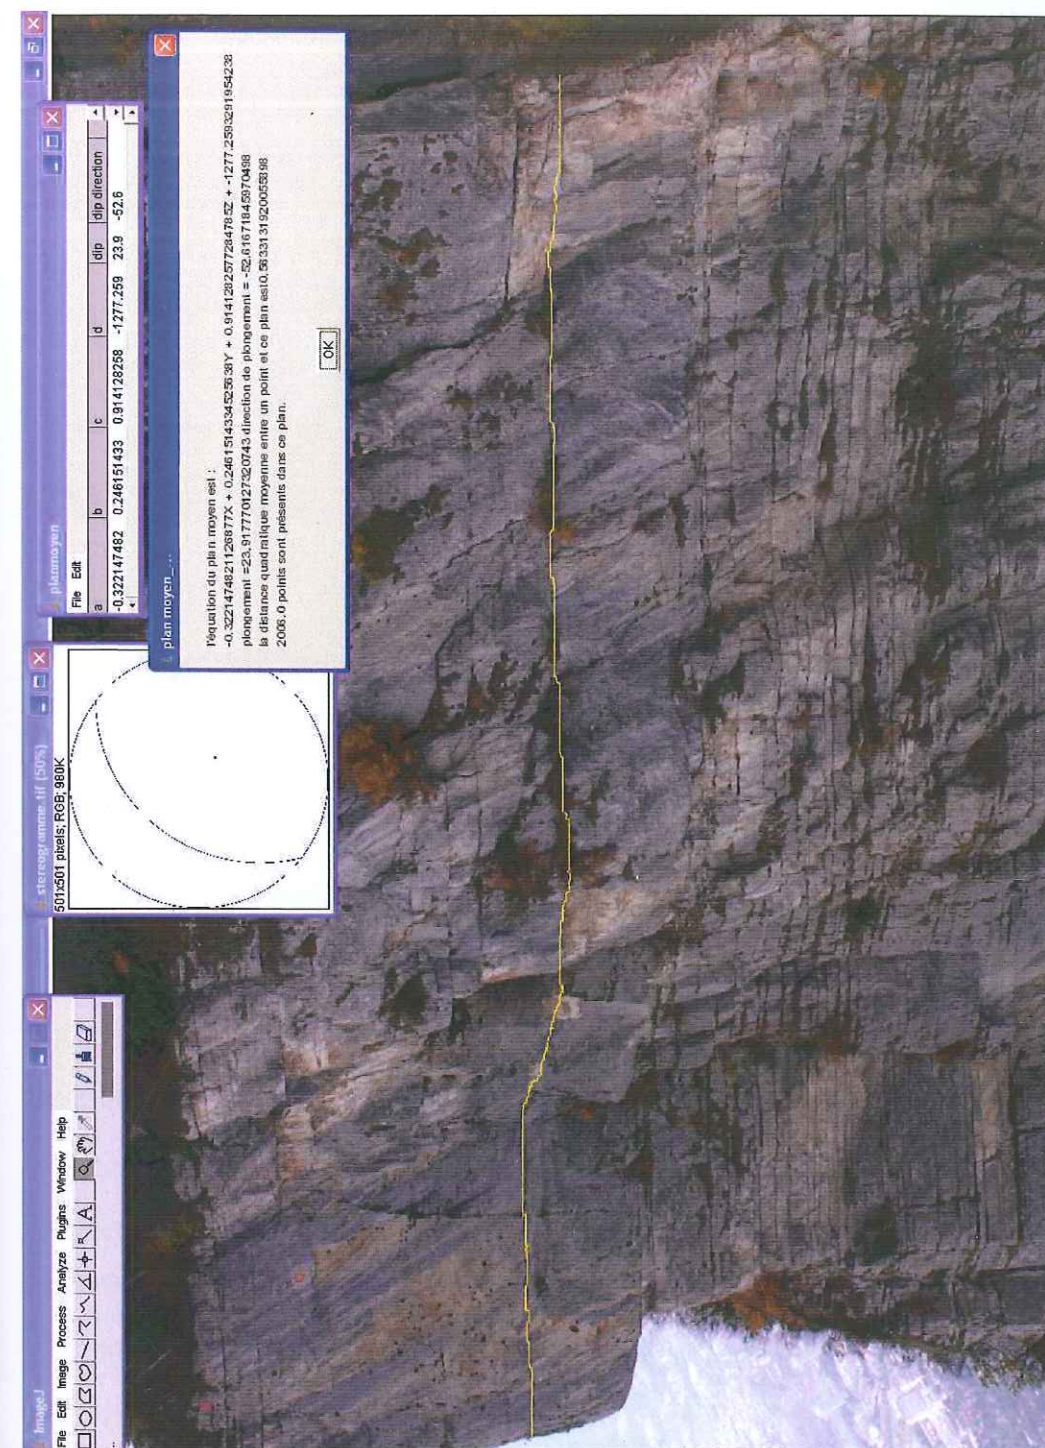 ImageJ
File Edit Image Process Analyze Plugins Window Help
stereogramme.tif (50%)
501x501 pixels; RGB; 980K
planmoyen
File Edit
a b c d dip dip direction
-0.322147482 0.246151433 0.914128258 -1277.259 23.9 -52.6
plan moyen_...
l'équation du plan moyen est :
-0.3221474821126877X + 0.2461514334525638Y + 0.9141282577284785Z + -1277.2593291954238
plongement =23.917770127320743 direction de plongement = -52.61671845970498
la distance quadratique moyenne entre un point et ce plan est0.5633131920055898
2006.0 points sont présents dans ce plan.
OK